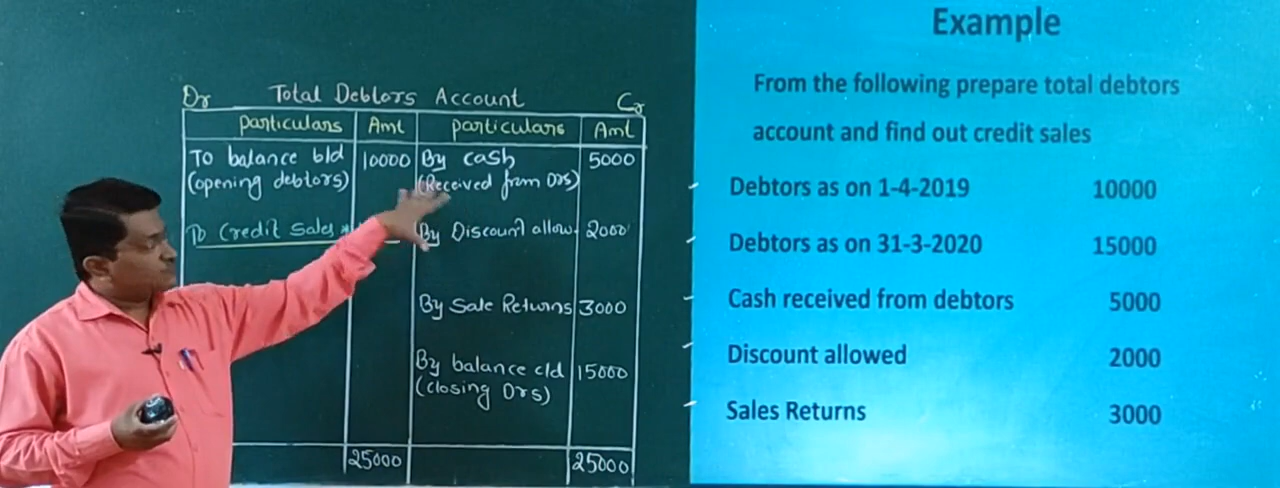 Dr Total Debtors Account Cr
particulars Amt particulars Amt
To balance b/d 10000 By cash 5000
(opening debtors) (Received from Drs)
To Credit Sales By Discount allow. 2000
By Sale Returns 3000
By balance c/d 15000
(closing Drs)
25000 25000
Example
From the following prepare total debtors
account and find out credit sales
Debtors as on 1-4-2019 10000
Debtors as on 31-3-2020 15000
Cash received from debtors 5000
Discount allowed 2000
Sales Returns 3000